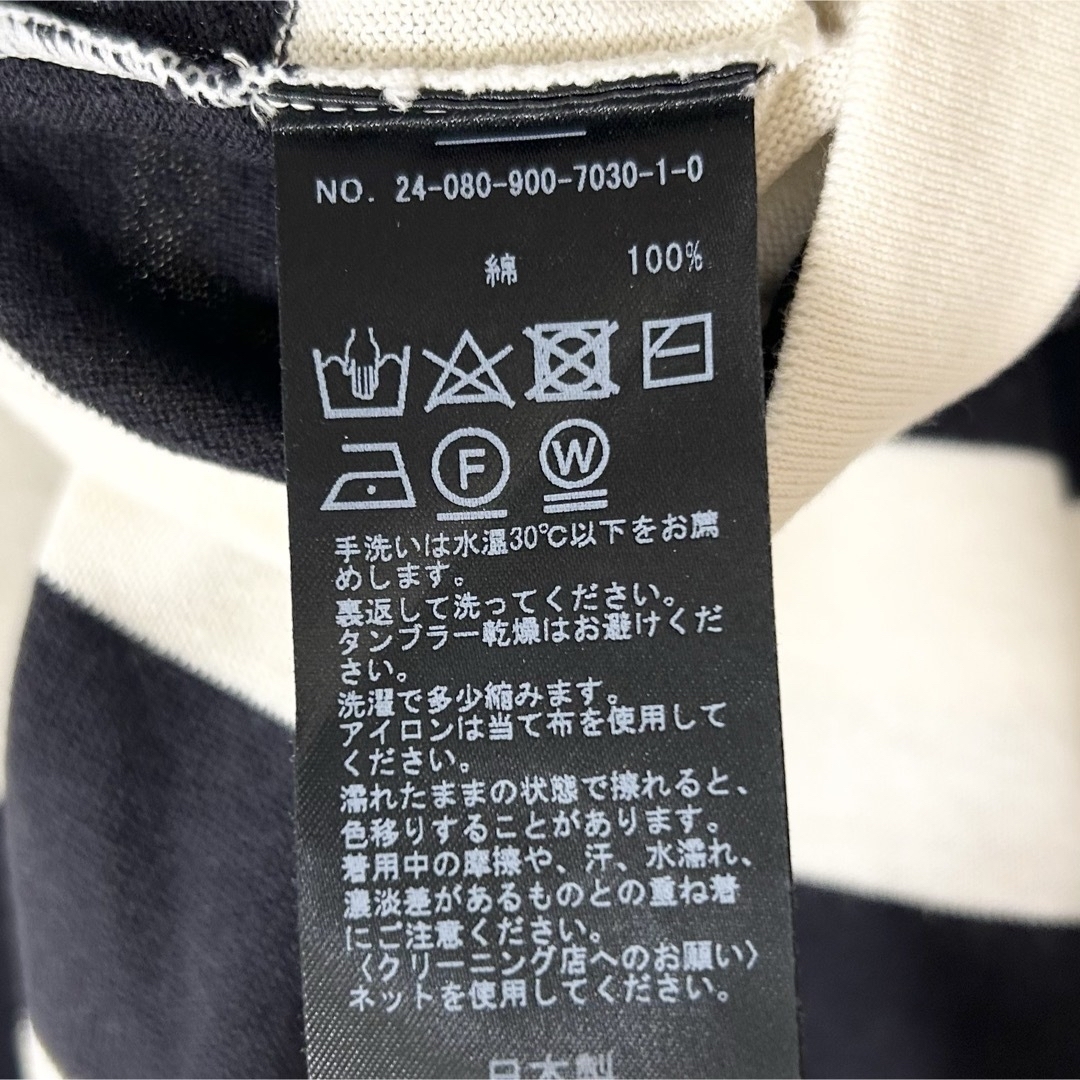 NO. 24-080-900-7030-1-0
綿 100%
F W
手洗いは水温30℃以下をお薦
めします。
裏返して洗ってください。
タンブラー乾燥はお避けくだ
さい。
洗濯で多少縮みます。
アイロンは当て布を使用して
ください。
濡れたままの状態で擦れると、
色移りすることがあります。
着用中の摩擦や、汗、水濡れ、
濃淡差があるものとの重ね着
にご注意ください。
〈クリーニング店へのお願い〉
ネットを使用してください。
日本製